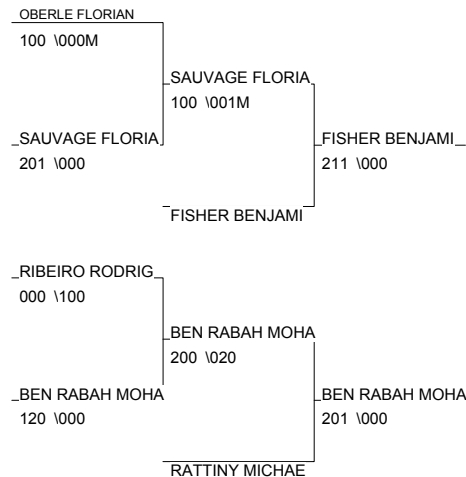 OBERLE FLORIAN
100 \000M
SAUVAGE FLORIA
100 \001M
SAUVAGE FLORIA
201 \000
FISHER BENJAMI
211 \000
FISHER BENJAMI
RIBEIRO RODRIG
000 \100
BEN RABAH MOHA
200 \020
BEN RABAH MOHA
120 \000
BEN RABAH MOHA
201 \000
RATTINY MICHAE